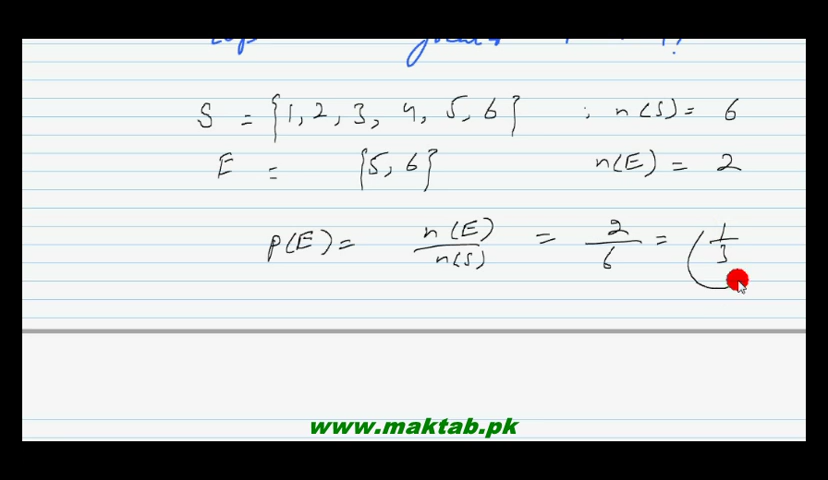 S = {1, 2, 3, 4, 5, 6} ; n(S) = 6
E = {5, 6} n(E) = 2
P(E) = n(E)/n(S) = 2/6 = 1/3
www.maktab.pk